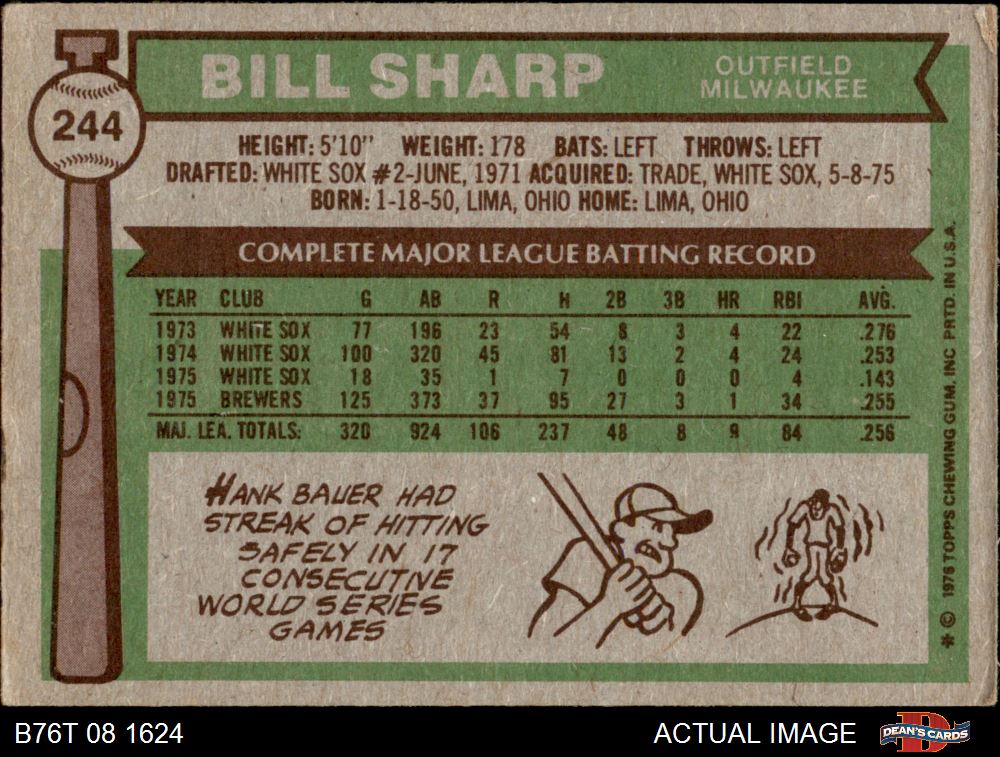 244
BILL SHARP
OUTFIELD
MILWAUKEE
HEIGHT: 5'10" WEIGHT: 178 BATS: LEFT THROWS: LEFT
DRAFTED: WHITE SOX #2-JUNE, 1971 ACQUIRED: TRADE, WHITE SOX, 5-8-75
BORN: 1-18-50, LIMA, OHIO HOME: LIMA, OHIO
COMPLETE MAJOR LEAGUE BATTING RECORD
YEAR CLUB G AB R H 2B 3B HR RBI AVG.
1973 WHITE SOX 77 196 23 54 8 3 4 22 .276
1974 WHITE SOX 100 320 45 81 13 2 4 24 .253
1975 WHITE SOX 18 35 1 7 0 0 0 4 .143
1975 BREWERS 125 373 37 95 27 3 1 34 .255
MAJ. LEA. TOTALS: 320 924 106 237 48 8 9 84 .256
HANK BAUER HAD
STREAK OF HITTING
SAFELY IN 17
CONSECUTIVE
WORLD SERIES
GAMES
* © 1976 TOPPS CHEWING GUM, INC PRTD. IN U.S.A.
B76T 08 1624
ACTUAL IMAGE
DEAN'S CARDS